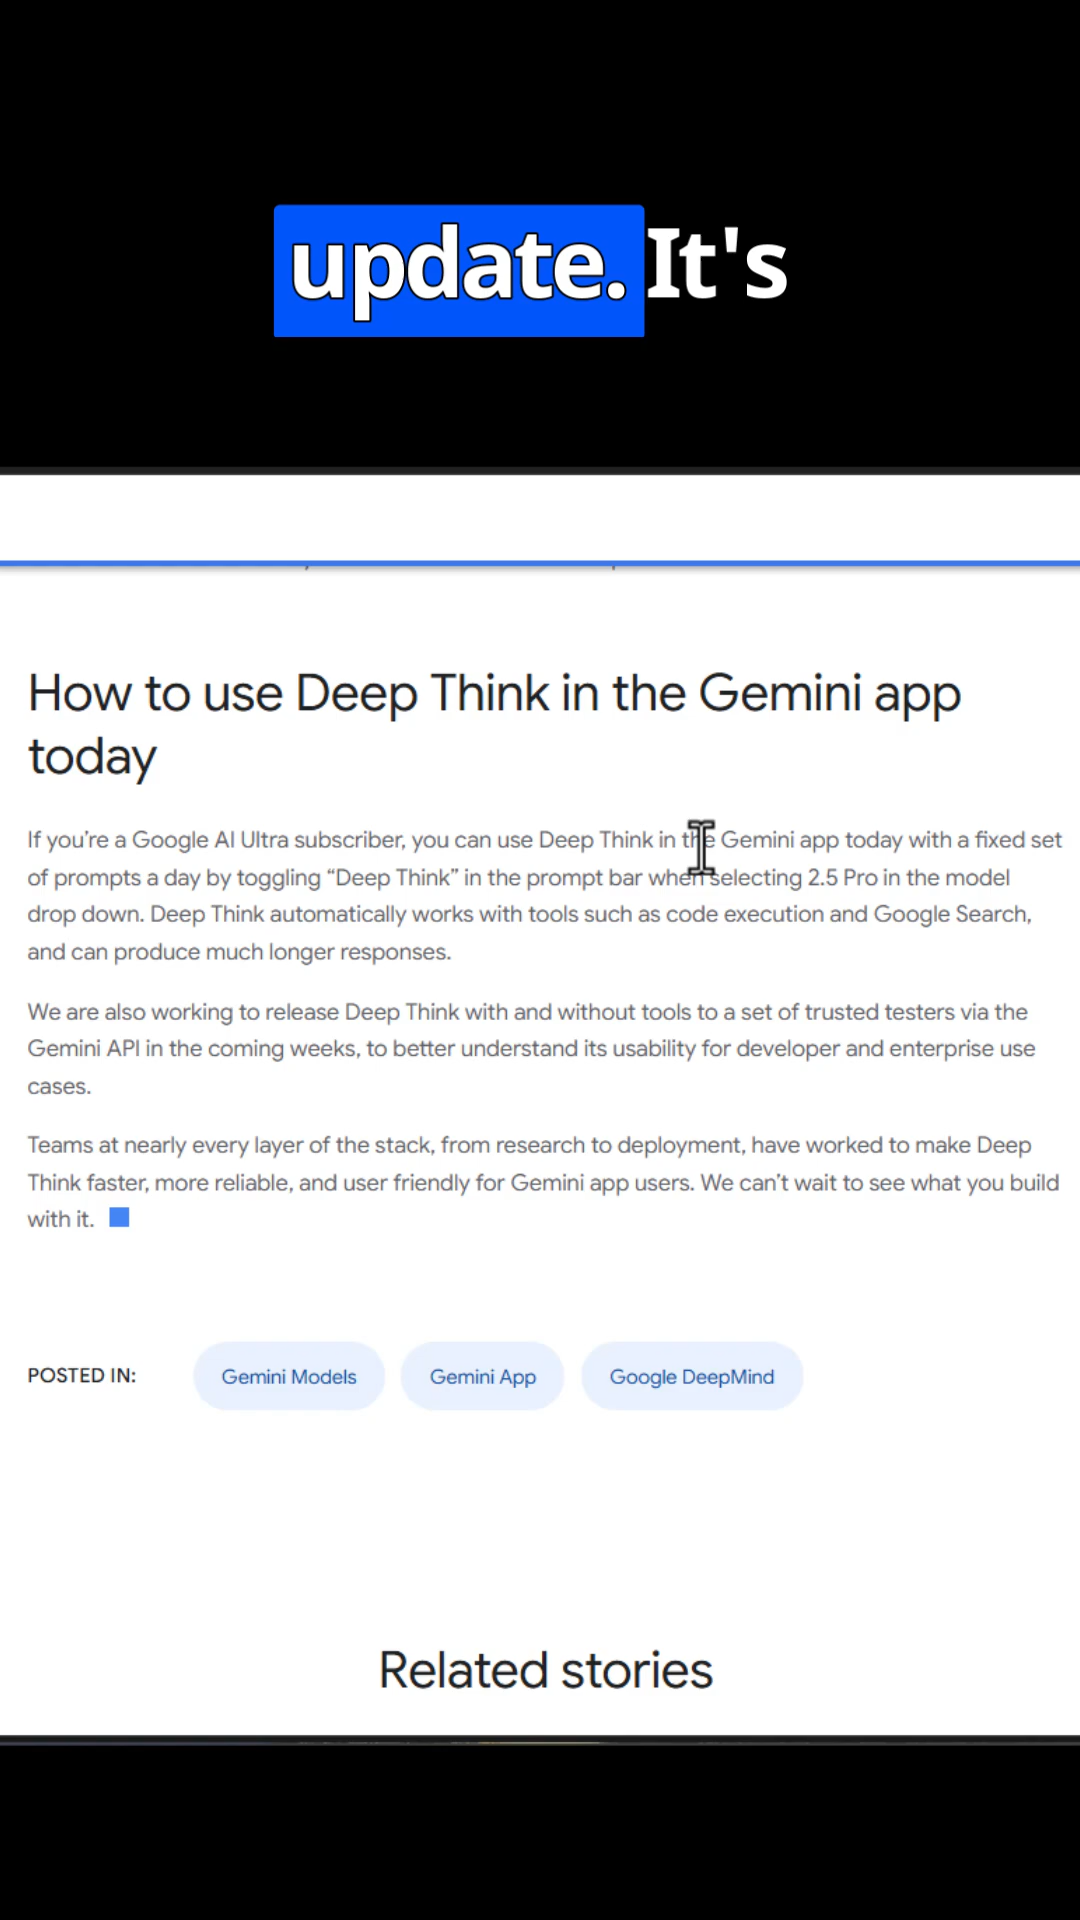 update. It's
How to use Deep Think in the Gemini app
today
If you’re a Google AI Ultra subscriber, you can use Deep Think in the Gemini app today with a fixed set
of prompts a day by toggling “Deep Think” in the prompt bar when selecting 2.5 Pro in the model
drop down. Deep Think automatically works with tools such as code execution and Google Search,
and can produce much longer responses.
We are also working to release Deep Think with and without tools to a set of trusted testers via the
Gemini API in the coming weeks, to better understand its usability for developer and enterprise use
cases.
Teams at nearly every layer of the stack, from research to deployment, have worked to make Deep
Think faster, more reliable, and user friendly for Gemini app users. We can’t wait to see what you build
with it.
POSTED IN: Gemini Models Gemini App Google DeepMind
Related stories